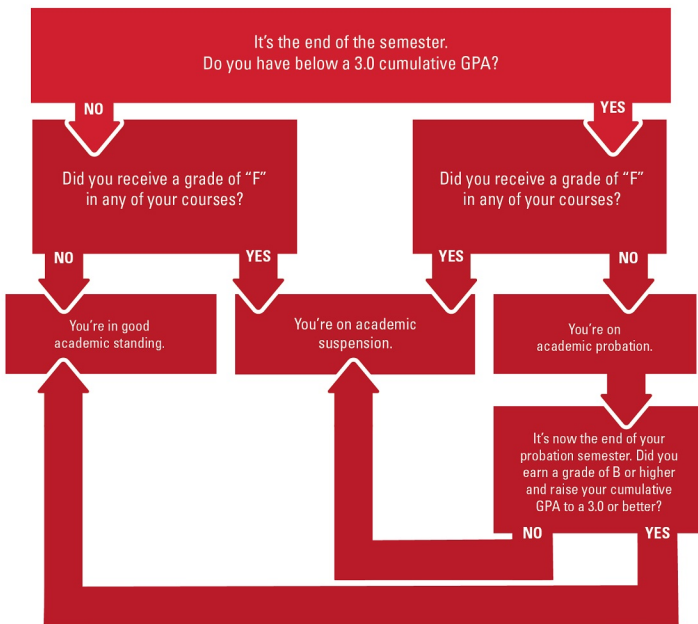 It's the end of the semester.
Do you have below a 3.0 cumulative GPA?
NO
YES
Did you receive a grade of “F”
in any of your courses?
Did you receive a grade of “F”
in any of your courses?
NO
YES
YES
NO
You're in good
academic standing.
You're on academic
suspension.
You're on
academic probation.
It's now the end of your
probation semester. Did you
earn a grade of B or higher
and raise your cumulative
GPA to a 3.0 or better?
NO
YES